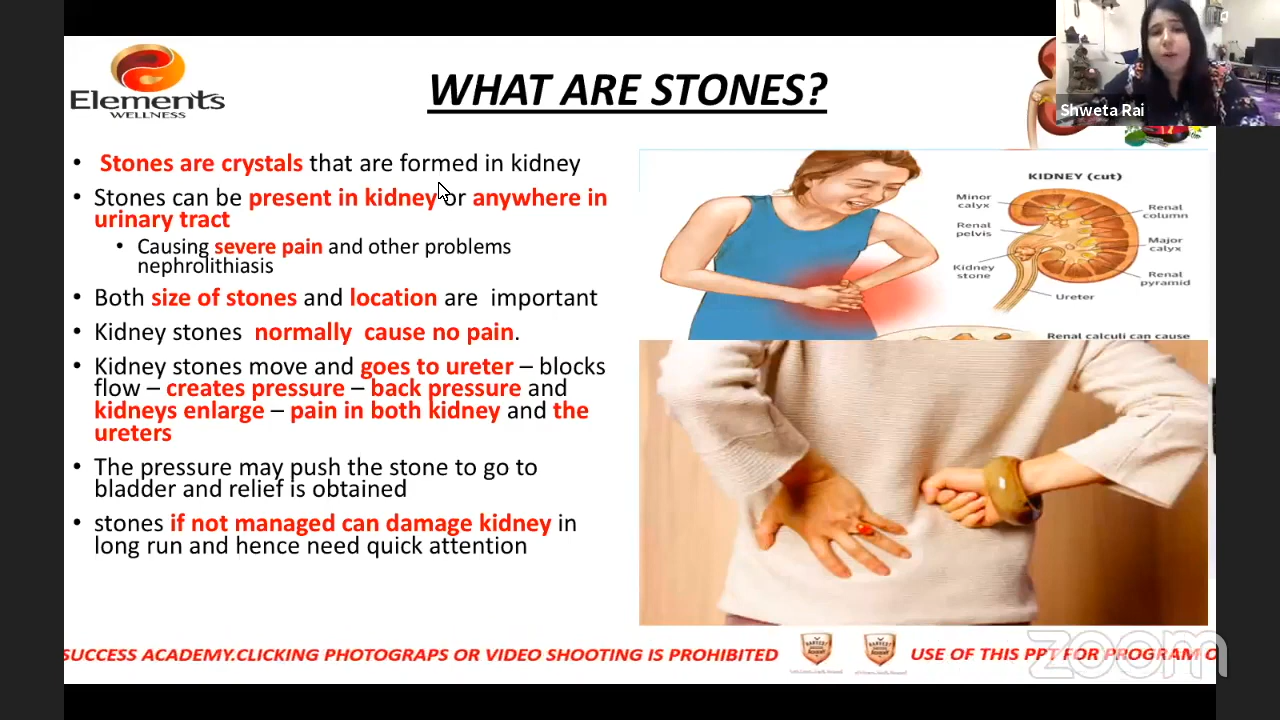 Elements
WELLNESS
WHAT ARE STONES?
Shweta Rai
• Stones are crystals that are formed in kidney
• Stones can be present in kidney or anywhere in
urinary tract
• Causing severe pain and other problems
nephrolithiasis
• Both size of stones and location are important
• Kidney stones normally cause no pain.
• Kidney stones move and goes to ureter – blocks
flow – creates pressure – back pressure and
kidneys enlarge – pain in both kidney and the
ureters
• The pressure may push the stone to go to
bladder and relief is obtained
• stones if not managed can damage kidney in
long run and hence need quick attention
KIDNEY (cut)
Minor
calyx
Renal
pelvis
Kidney
stone
Ureter
Renal
column
Major
calyx
Renal
pyramid
Renal calculi can cause
SUCCESS ACADEMY.CLICKING PHOTOGRAPS OR VIDEO SHOOTING IS PROHIBITED
USE OF THIS PPT FOR PROGRAM O
zoom